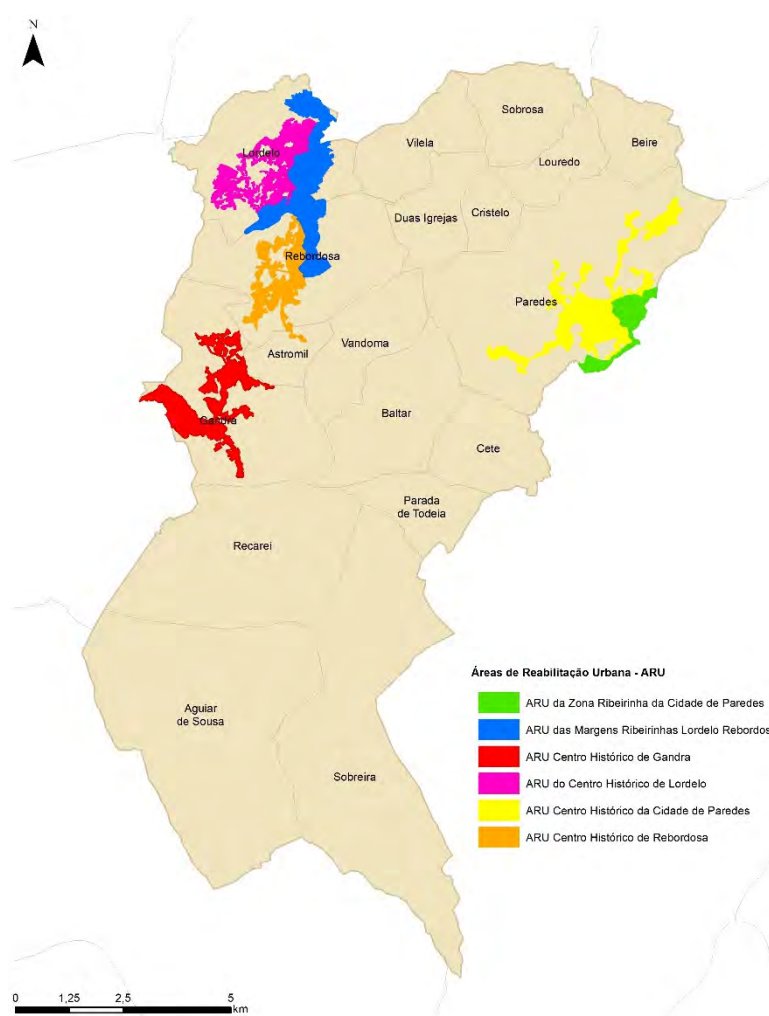 N
Sobrosa
Lordelo
Vilela
Beire
Louredo
Duas Igrejas
Cristelo
Rebordosa
Paredes
Vandoma
Astromil
Baltar
Gandra
Cete
Parada
de Todeia
Recarei
Aguiar
de Sousa
Sobreira
Áreas de Reabilitação Urbana - ARU
ARU da Zona Ribeirinha da Cidade de Paredes
ARU das Margens Ribeirinhas Lordelo Rebordos
ARU Centro Histórico de Gandra
ARU do Centro Histórico de Lordelo
ARU Centro Histórico da Cidade de Paredes
ARU Centro Histórico de Rebordosa
0 1,25 2,5 5
km